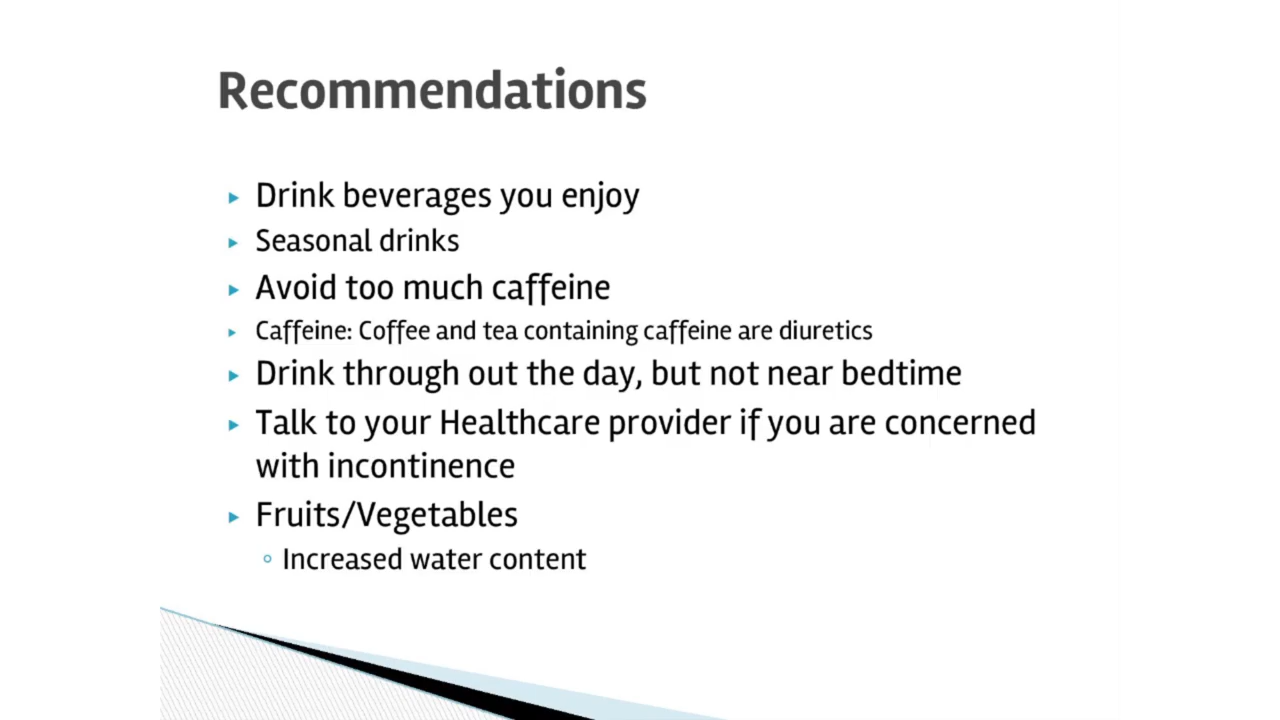 Recommendations
Drink beverages you enjoy
Seasonal drinks
Avoid too much caffeine
Caffeine: Coffee and tea containing caffeine are diuretics
Drink through out the day, but not near bedtime
Talk to your Healthcare provider if you are concerned
with incontinence
Fruits/Vegetables
Increased water content